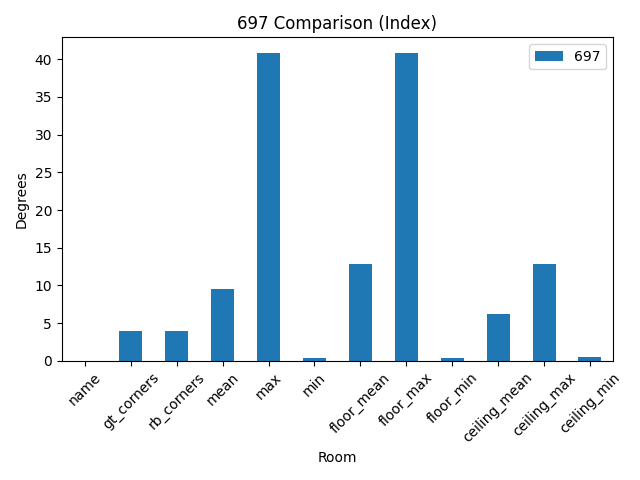 697 Comparison (Index)
697
Degrees
40
35
30
25
20
15
10
5
0
name
gt_corners
rb_corners
mean
max
min
floor_mean
floor_max
floor_min
ceiling_mean
ceiling_max
ceiling_min
Room